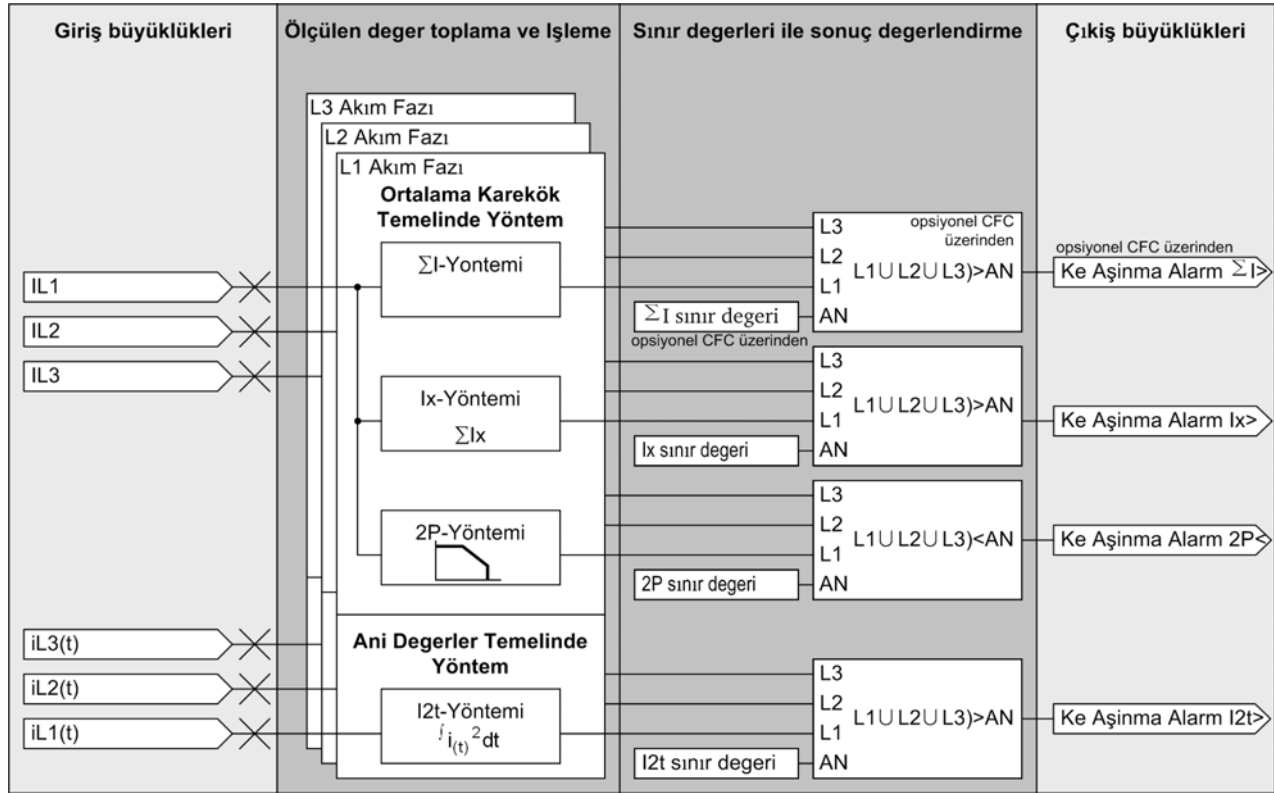 Giriş büyüklükleri
Ölçülen deger toplama ve Işleme
Sınır degerleri ile sonuç degerlendirme
Çıkiş büyüklükleri
L3 Akım Fazı
L2 Akım Fazı
L1 Akım Fazı
Ortalama Karekök
Temelinde Yöntem
∑I-Yontemi
Ix-Yöntemi
∑Ix
2P-Yöntemi
Ani Degerler Temelinde
Yöntem
I2t-Yöntemi
∫i(t)²dt
IL1
IL2
IL3
iL3(t)
iL2(t)
iL1(t)
L3
opsiyonel CFC
üzerinden
L2
L1∪L2∪L3)>AN
L1
∑I sınır degeri
AN
opsiyonel CFC üzerinden
L3
L2
L1∪L2∪L3)>AN
L1
Ix sınır degeri
AN
L3
L2
L1∪L2∪L3)<AN
L1
2P sınır degeri
AN
L3
L2
L1∪L2∪L3)>AN
L1
I2t sınır degeri
AN
opsiyonel CFC üzerinden
Ke Aşinma Alarm ∑I>
Ke Aşinma Alarm Ix>
Ke Aşinma Alarm 2P<
Ke Aşinma Alarm I2t>